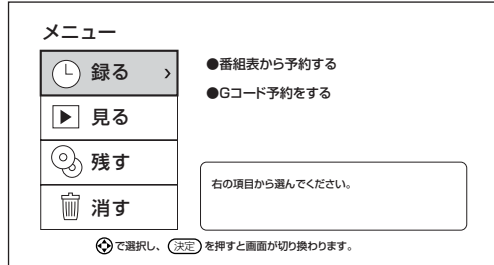 メニュー
録る
●番組表から予約する
●Gコード予約をする
見る
残す
消す
右の項目から選んでください。
で選択し、決定を押すと画面が切り換わります。